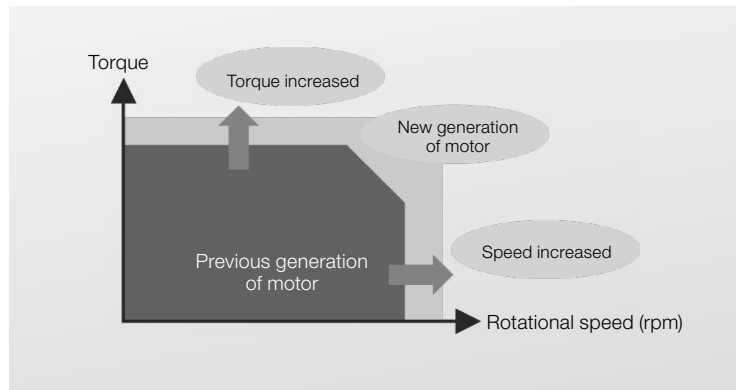 Torque
Torque increased
New generation
of motor
Speed increased
Previous generation
of motor
Rotational speed (rpm)